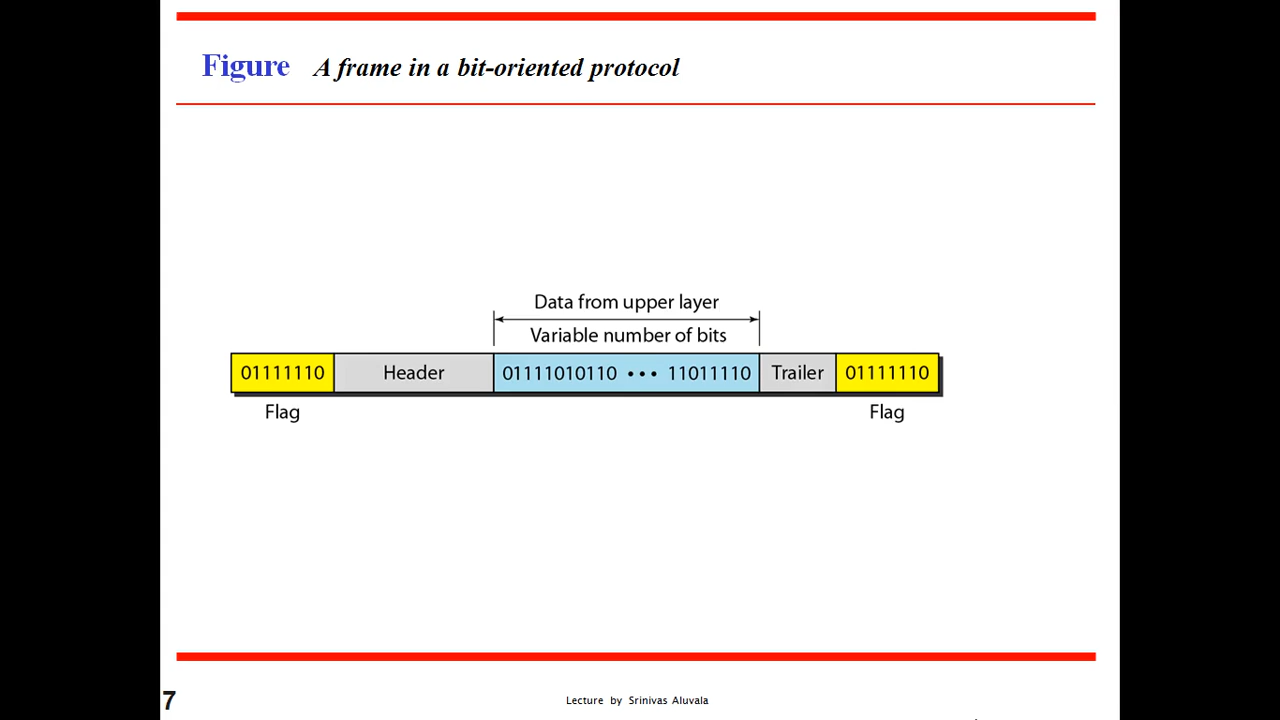 Figure A frame in a bit-oriented protocol
Data from upper layer
Variable number of bits
01111110 Header 01111010110 ••• 11011110 Trailer 01111110
Flag Flag
7 Lecture by Srinivas Aluvala